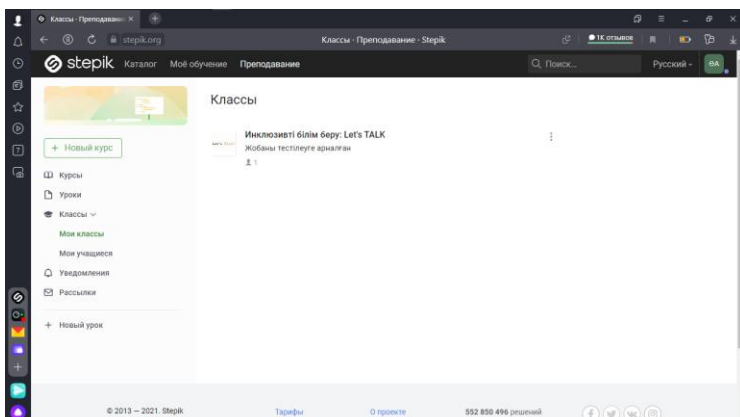 Классы - Преподавание
stepik.org
Классы - Преподавание - Stepik
1K отзывов
stepik
Каталог
Моё обучение
Преподавание
Поиск...
Русский
ӨА
Классы
Инклюзивті білім беру: Let's TALK
Жобаны тестілеуге арналған
1
+ Новый курс
Курсы
Уроки
Классы
Мои классы
Мои учащиеся
Уведомления
Рассылки
+ Новый урок
© 2013 — 2021. Stepik
Тарифы
О проекте
552 850 496 решений